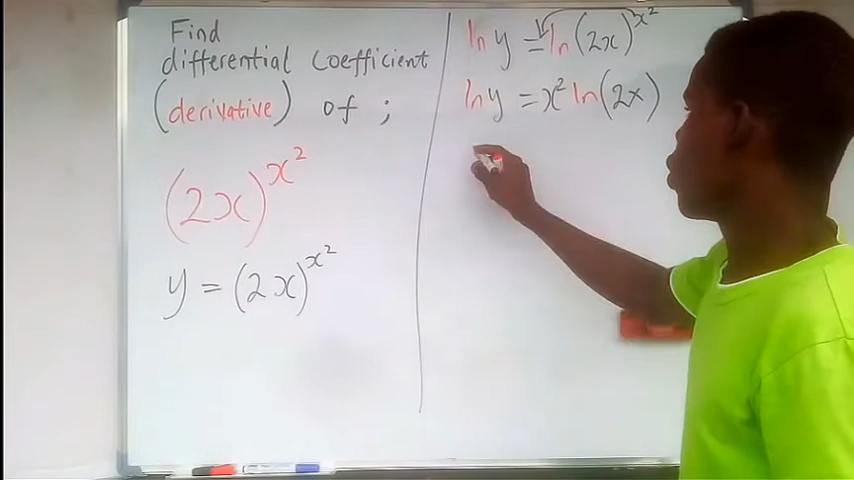 Find
differential Coefficient
(derivative) of ;
(2x)^x²
y = (2x)^x²
ln y = ln (2x)^x²
ln y = x² ln (2x)